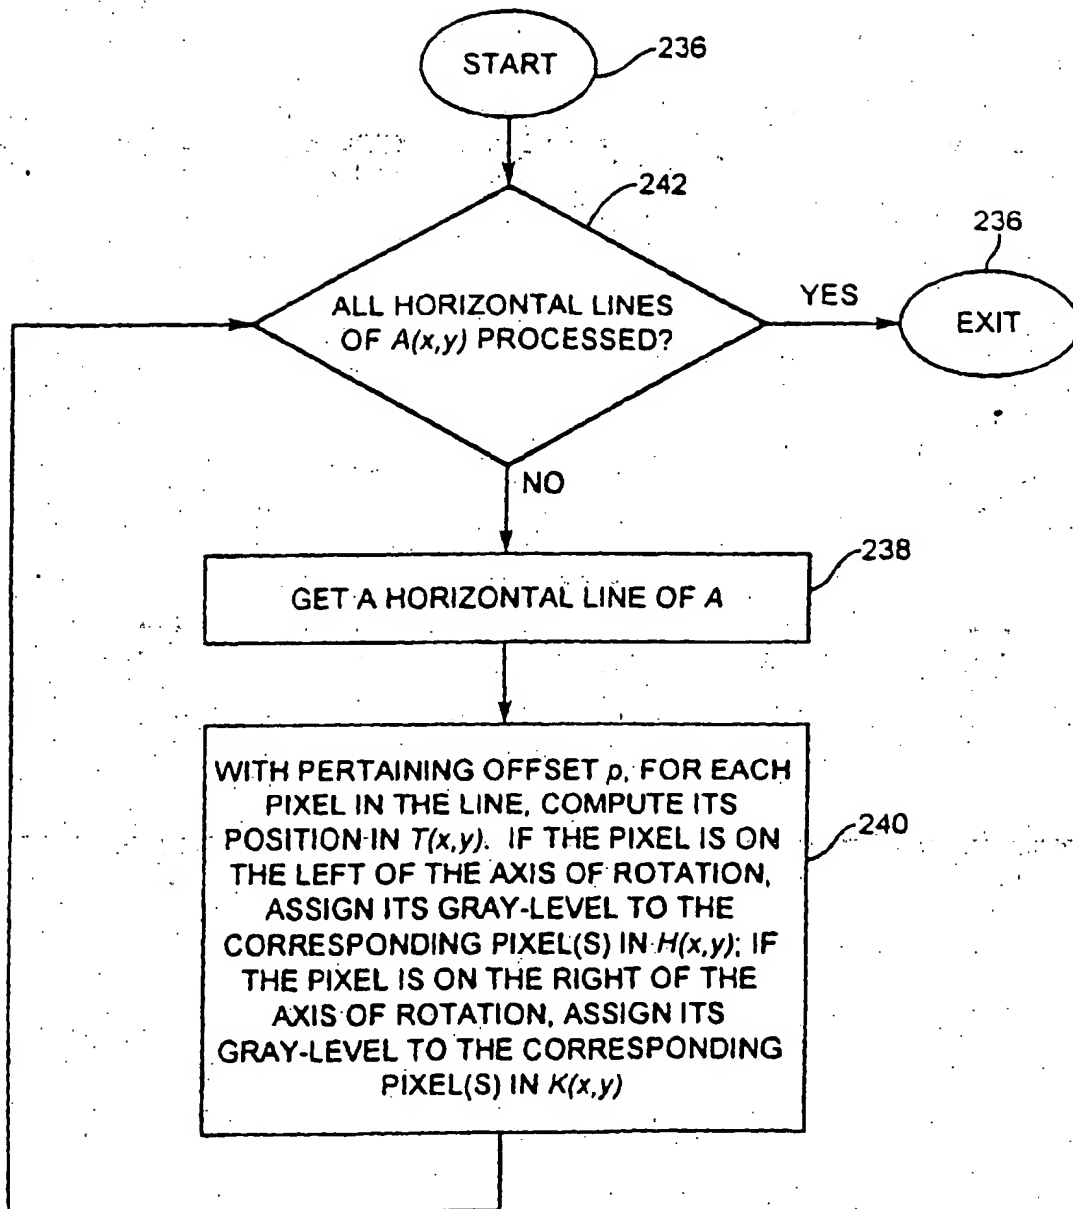 START
236
242
236
ALL HORIZONTAL LINES
OF A(x,y) PROCESSED?
YES
EXIT
NO
238
GET A HORIZONTAL LINE OF A
WITH PERTAINING OFFSET p, FOR EACH
PIXEL IN THE LINE, COMPUTE ITS
POSITION IN T(x,y). IF THE PIXEL IS ON
THE LEFT OF THE AXIS OF ROTATION,
ASSIGN ITS GRAY-LEVEL TO THE
CORRESPONDING PIXEL(S) IN H(x,y); IF
THE PIXEL IS ON THE RIGHT OF THE
AXIS OF ROTATION, ASSIGN ITS
GRAY-LEVEL TO THE CORRESPONDING
PIXEL(S) IN K(x,y)
240